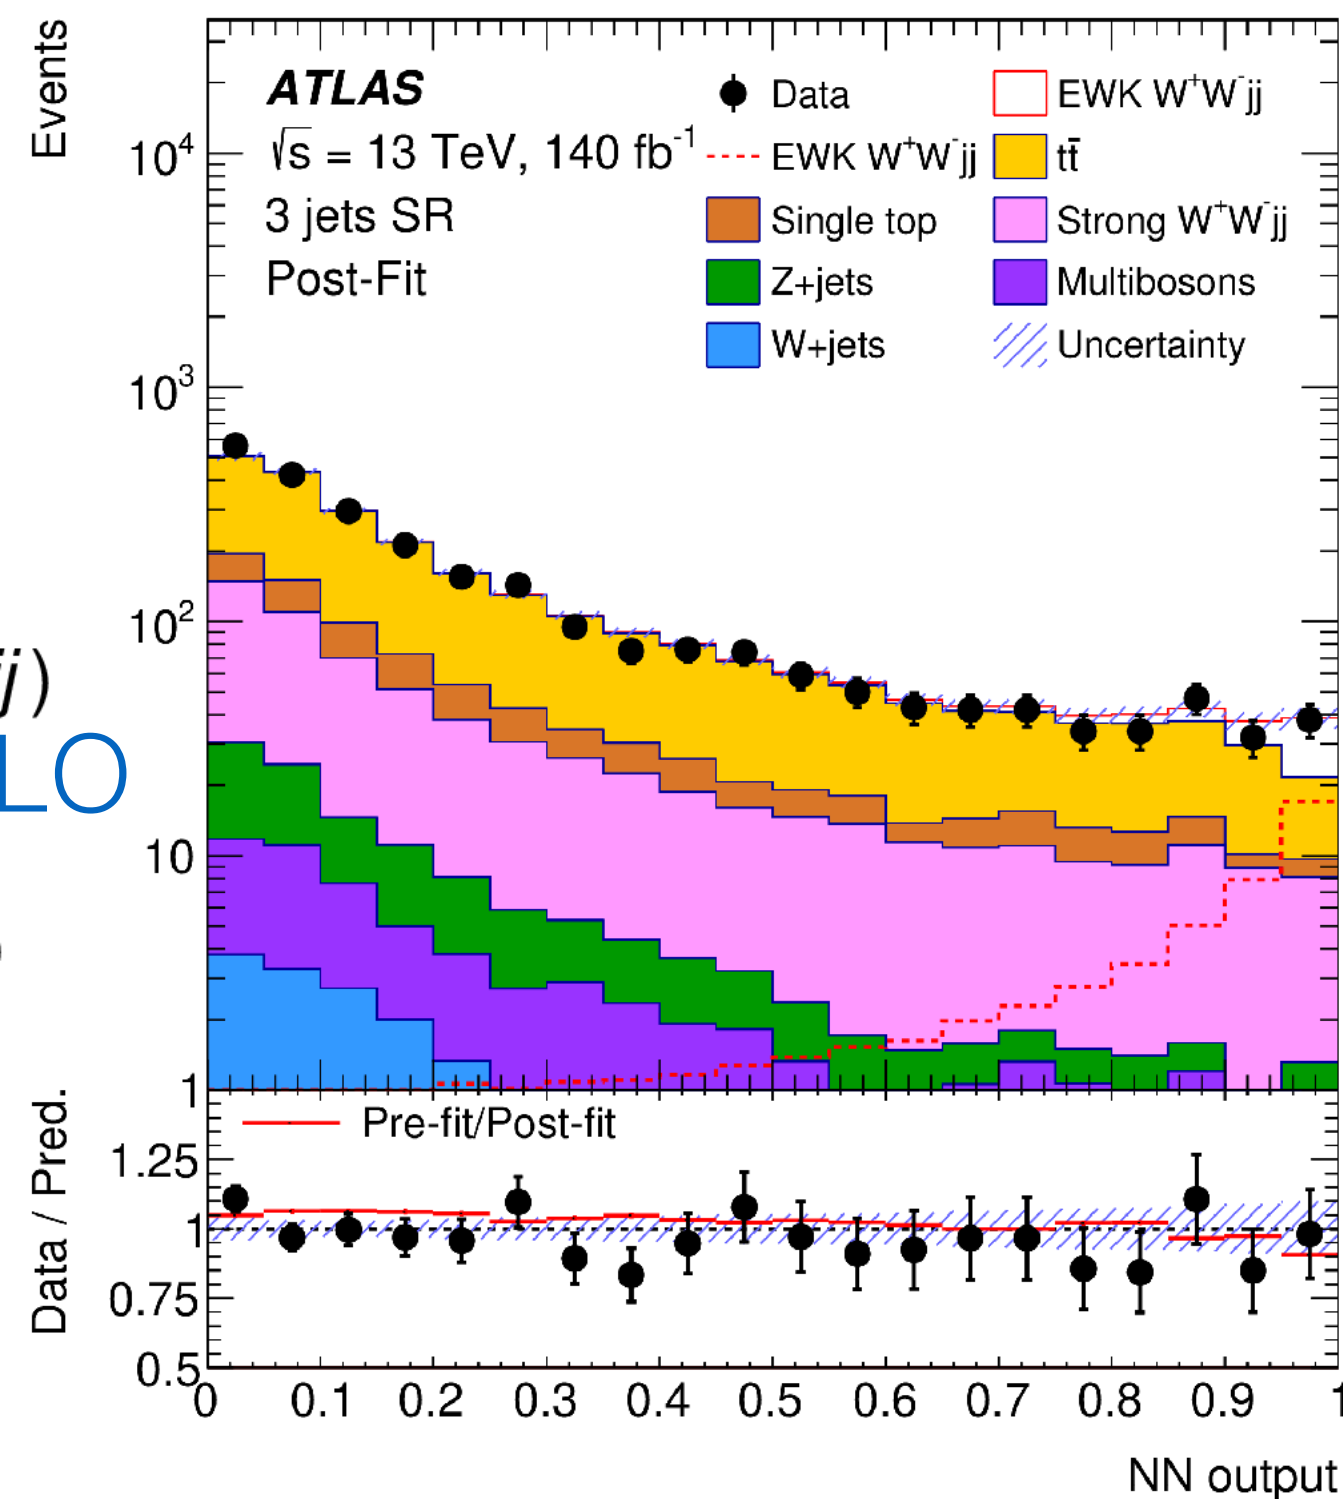 Events
ATLAS
√s = 13 TeV, 140 fb⁻¹
3 jets SR
Post-Fit
Data
EWK W⁺W⁻jj
EWK W⁺W⁻jj
tt̄
Single top
Strong W⁺W⁻jj
Z+jets
Multibosons
W+jets
Uncertainty
10⁴
10³
10²
10
1
jj)
LO
Data / Pred.
Pre-fit/Post-fit
1.25
1
0.75
0.5
0 0.1 0.2 0.3 0.4 0.5 0.6 0.7 0.8 0.9 1
NN output